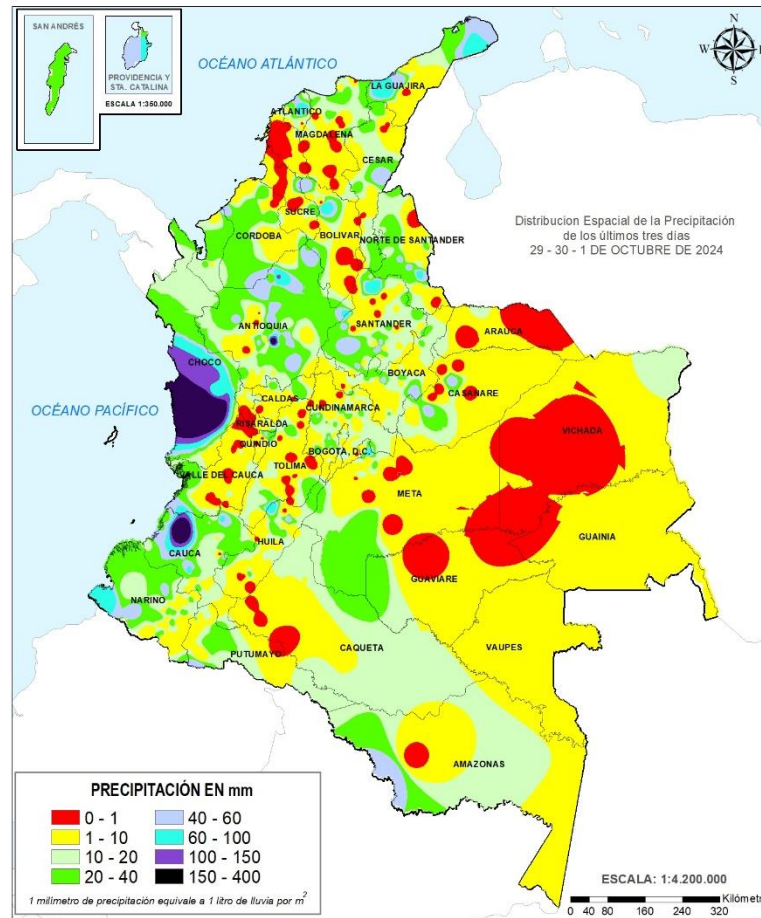 SAN ANDRÉS
PROVIDENCIA Y
STA. CATALINA
ESCALA 1:350.000
OCÉANO ATLÁNTICO
N
W
E
S
LA GUAJIRA
ATLANTICO
MAGDALENA
CESAR
SUCRE
BOLIVAR
CORDOBA
NORTE DE SANTANDER
Distribucion Espacial de la Precipitación
de los últimos tres días
29 - 30 - 1 DE OCTUBRE DE 2024
ANTIOQUIA
SANTANDER
ARAUCA
CHOCO
BOYACA
CASANARE
OCÉANO PACÍFICO
CALDAS
CUNDINAMARCA
RISARALDA
QUINDIO
BOGOTA, D.C.
VICHADA
TOLIMA
VALLE DEL CAUCA
META
GUAINIA
HUILA
CAUCA
GUAVIARE
NARIÑO
VAUPES
CAQUETA
PUTUMAYO
AMAZONAS
PRECIPITACIÓN EN mm
0 - 1
40 - 60
1 - 10
60 - 100
10 - 20
100 - 150
20 - 40
150 - 400
1 milímetro de precipitación equivale a 1 litro de lluvia por m2
ESCALA: 1:4.200.000
Kilómet
0 40 80 160 240 320